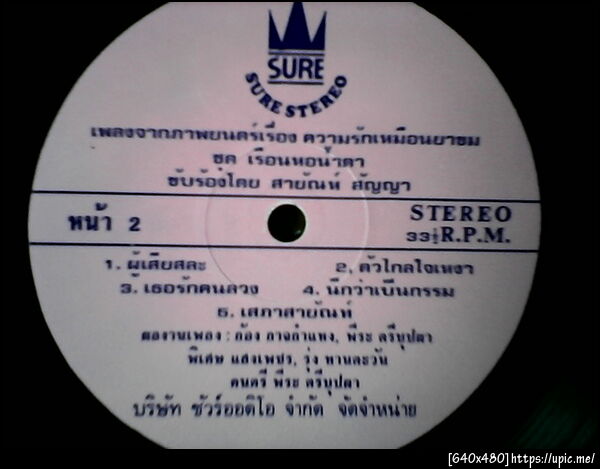 SURE
SURE STEREO
เพลงจากภาพยนตร์เรื่อง ความรักเหมือนยาขม
ชุด เรือนหอน้ำตา
ขับร้องโดย สายัณห์ สัญญา
หน้า 2
STEREO
33⅓ R.P.M.
1. ผู้เสียสละ 2. ตัวไกลใจเหงา
3. เธอรักคนลวง 4. นึกว่าเป็นกรรม
5. เสภาสายัณห์
ผลงานเพลง : ก้อง กาจกำแหง, พีระ ตรีบุปผา
พิเศษ แสงเพชร, รุ่ง ทานตะวัน
ดนตรี พีระ ตรีบุปผา
บริษัท ชัวร์ออดิโอ จำกัด จัดจำหน่าย
[640x480]https://upic.me/